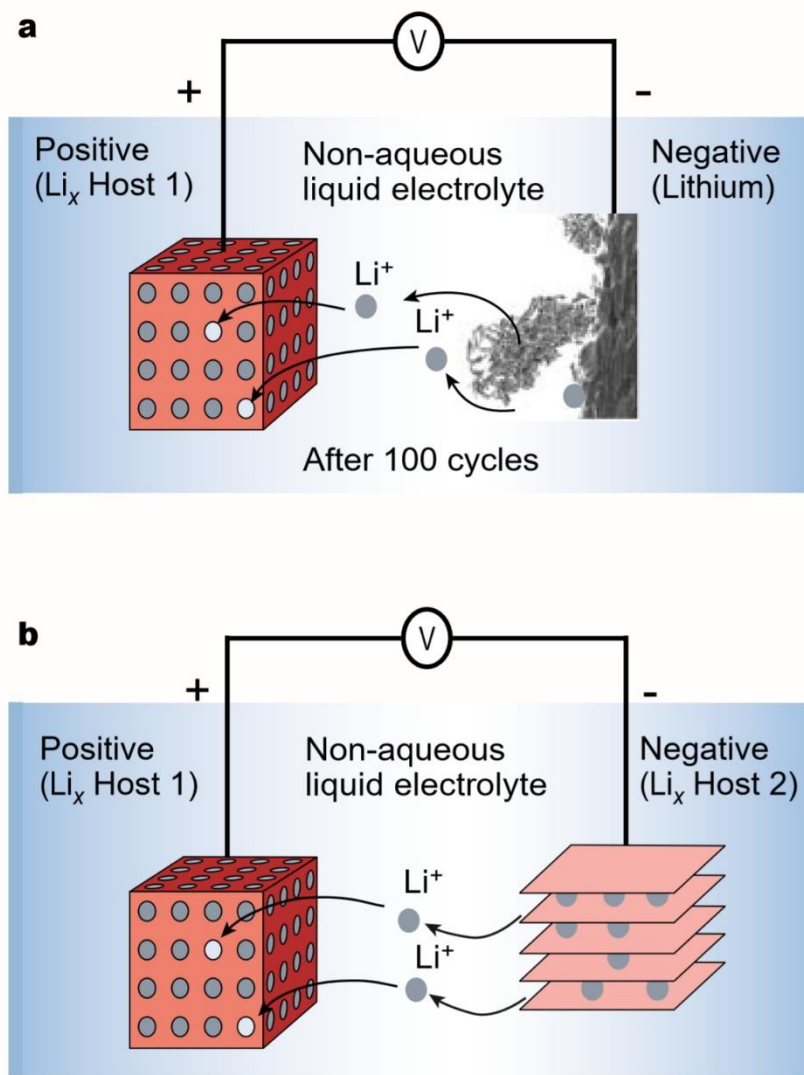 a
V
+
-
Positive
(Liₓ Host 1)
Non-aqueous
liquid electrolyte
Negative
(Lithium)
Li⁺
Li⁺
After 100 cycles
b
V
+
-
Positive
(Liₓ Host 1)
Non-aqueous
liquid electrolyte
Negative
(Liₓ Host 2)
Li⁺
Li⁺